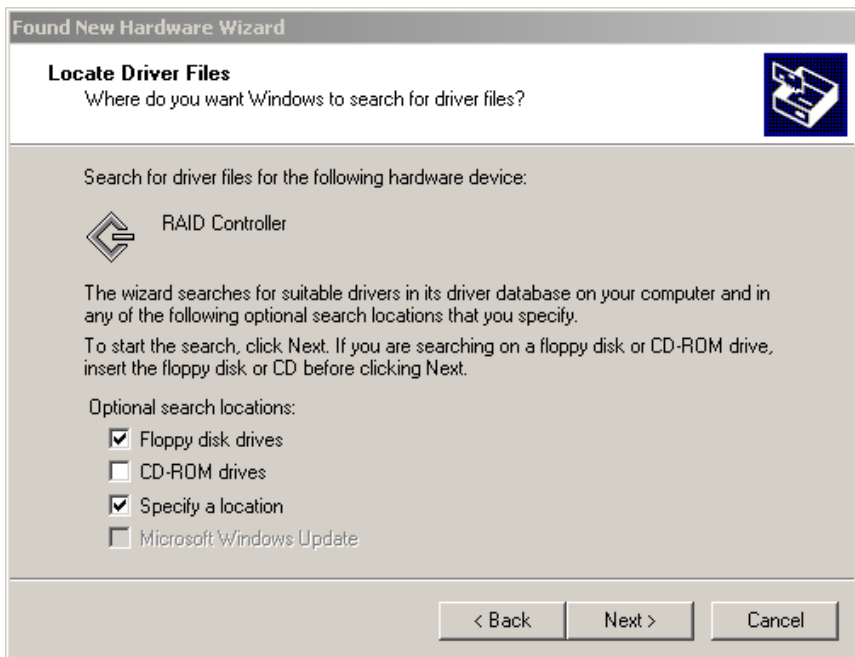 Found New Hardware Wizard
Locate Driver Files
Where do you want Windows to search for driver files?
Search for driver files for the following hardware device:
RAID Controller
The wizard searches for suitable drivers in its driver database on your computer and in
any of the following optional search locations that you specify.
To start the search, click Next. If you are searching on a floppy disk or CD-ROM drive,
insert the floppy disk or CD before clicking Next.
Optional search locations:
Floppy disk drives
CD-ROM drives
Specify a location
Microsoft Windows Update
< Back Next > Cancel